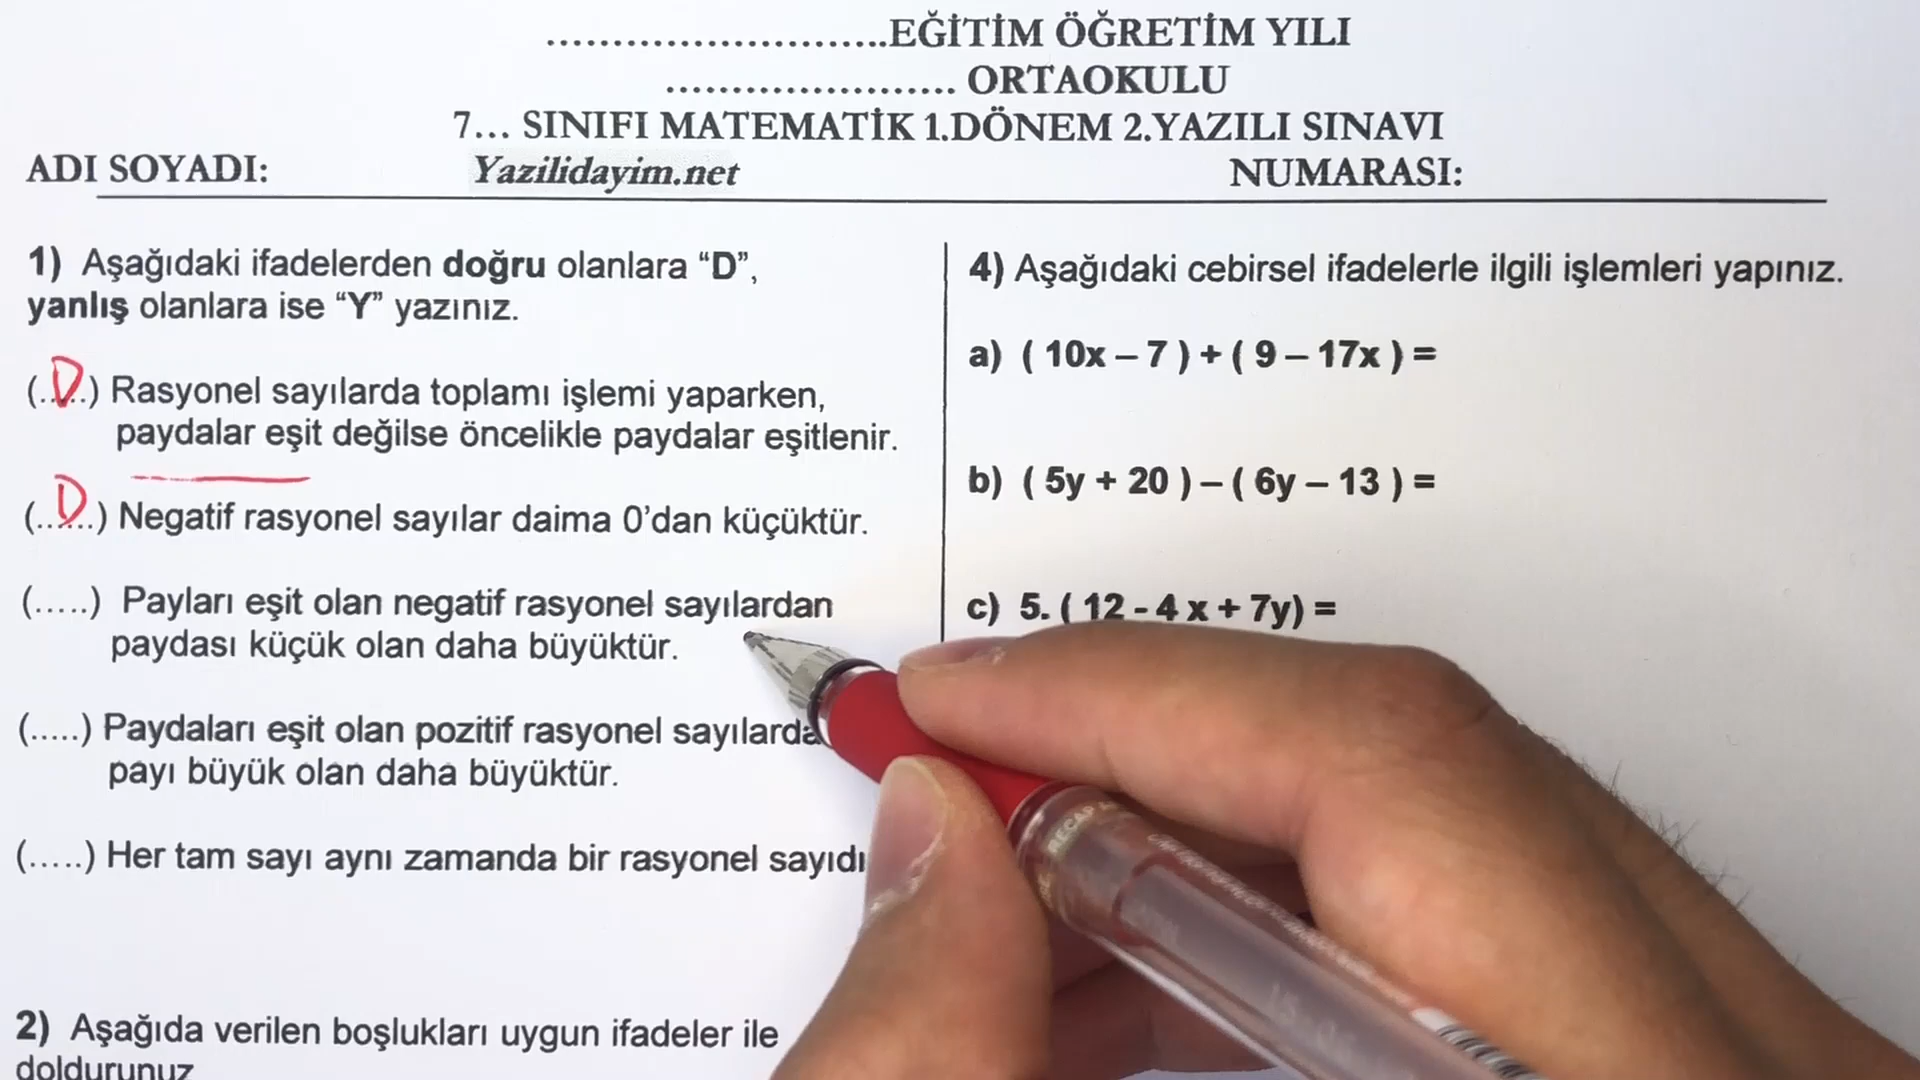 ..........................EĞİTİM ÖĞRETİM YILI
...................... ORTAOKULU
7... SINIFI MATEMATİK 1.DÖNEM 2.YAZILI SINAVI
ADI SOYADI: Yazilidayim.net NUMARASI:
1) Aşağıdaki ifadelerden doğru olanlara “D”,
yanlış olanlara ise “Y” yazınız.
(..D..) Rasyonel sayılarda toplamı işlemi yaparken,
paydalar eşit değilse öncelikle paydalar eşitlenir.
(..D..) Negatif rasyonel sayılar daima 0’dan küçüktür.
(.....) Payları eşit olan negatif rasyonel sayılardan
paydası küçük olan daha büyüktür.
(.....) Paydaları eşit olan pozitif rasyonel sayılarda
payı büyük olan daha büyüktür.
(.....) Her tam sayı aynı zamanda bir rasyonel sayıdı
2) Aşağıda verilen boşlukları uygun ifadeler ile
doldurunuz
4) Aşağıdaki cebirsel ifadelerle ilgili işlemleri yapınız.
a) ( 10x – 7 ) + ( 9 – 17x ) =
b) ( 5y + 20 ) – ( 6y – 13 ) =
c) 5. ( 12 - 4 x + 7y) =